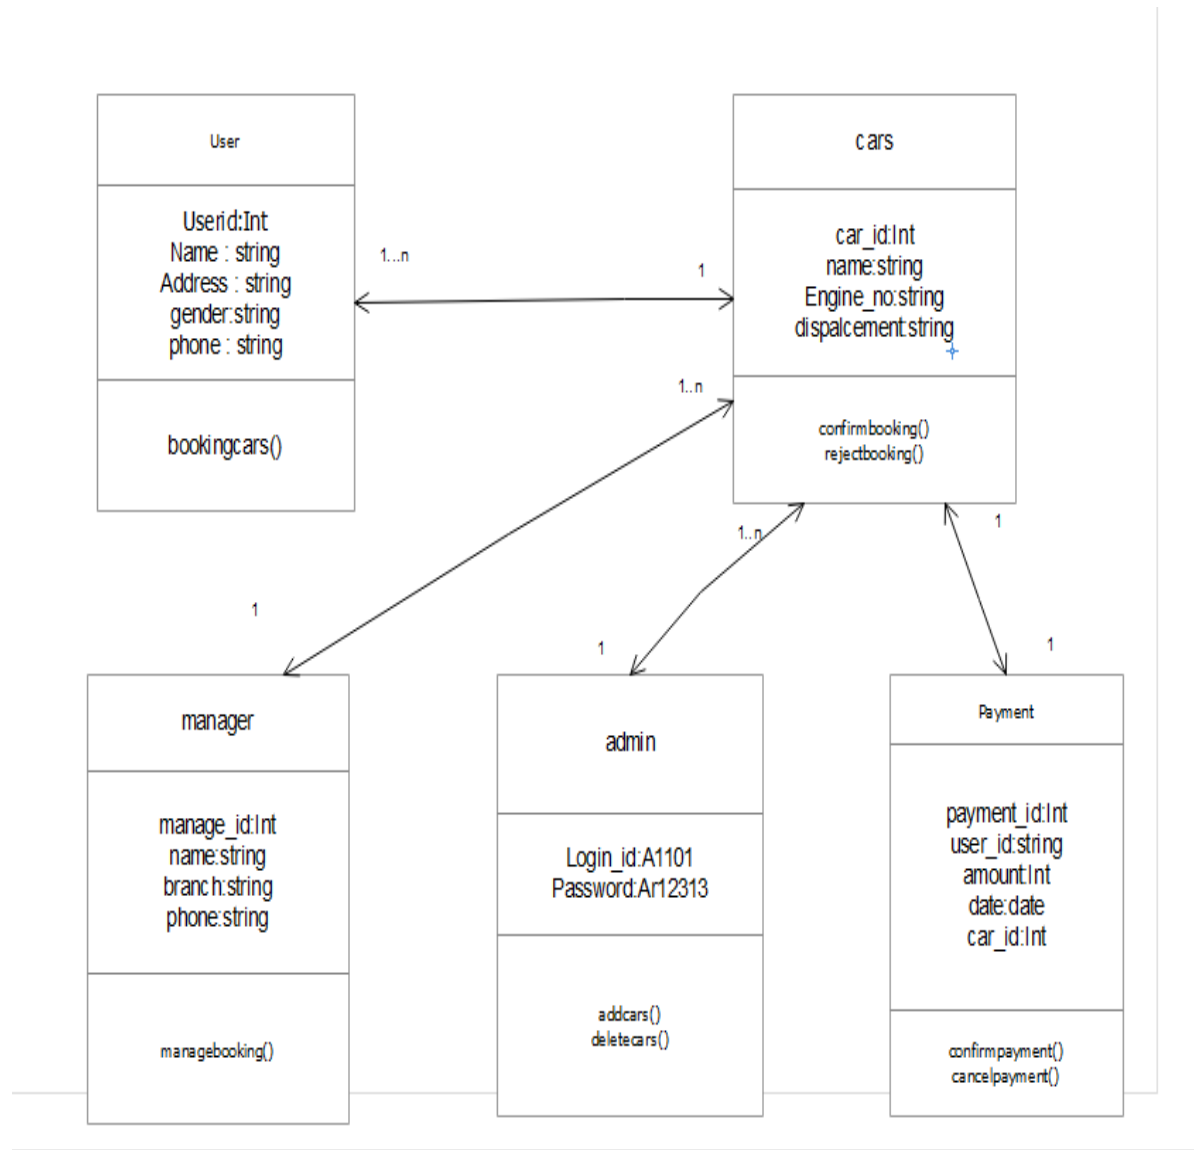 User
Userid:Int
Name : string
Address : string
gender:string
phone : string
bookingcars()
1...n
1
cars
car_id:Int
name:string
Engine_no:string
dispalcement:string
confirmbooking()
rejectbooking()
1..n
1
1..n
1
1
1
manager
manage_id:Int
name:string
branch:string
phone:string
managebooking()
admin
Login_id:A1101
Password:Ar12313
addcars()
deletecars()
Payment
payment_id:Int
user_id:string
amount:Int
date:date
car_id:Int
confirmpayment()
cancelpayment()